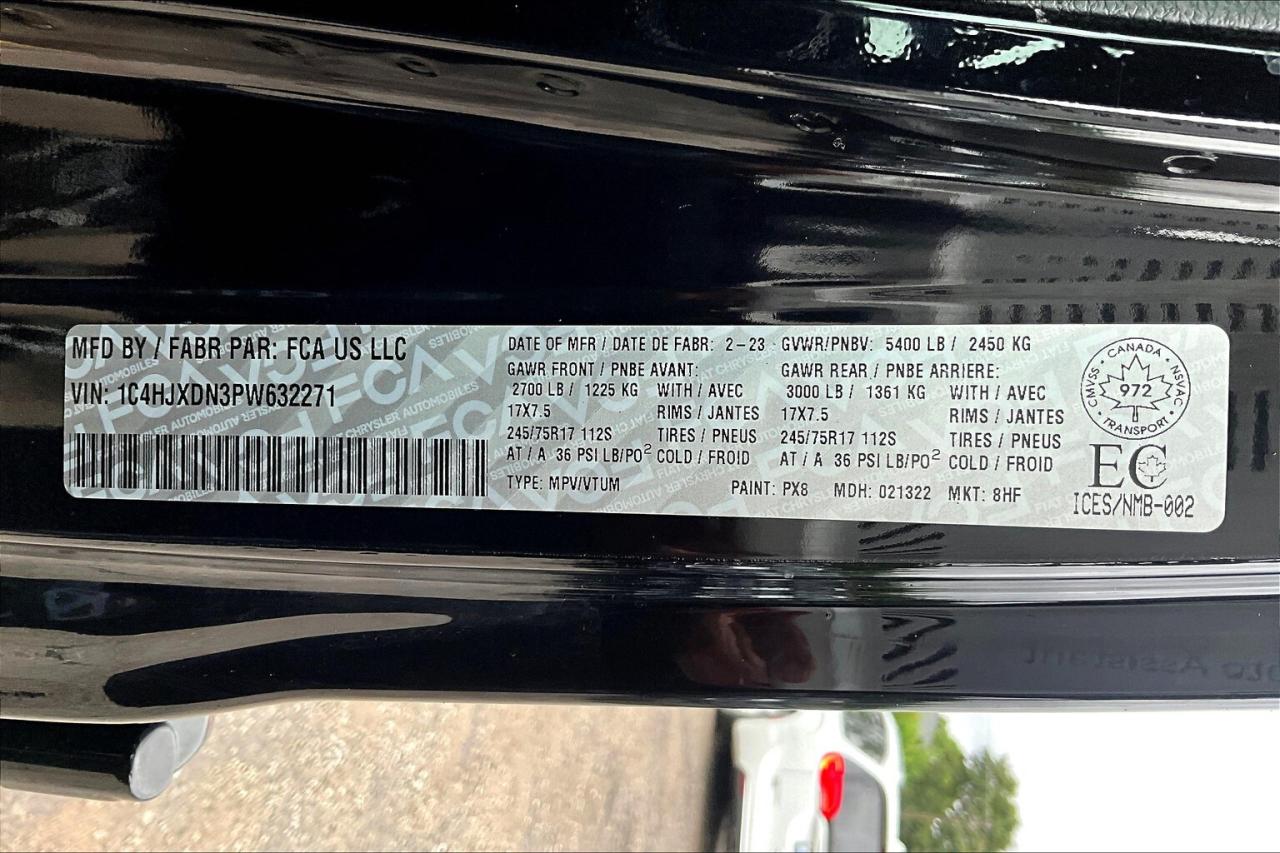 MFD BY / FABR PAR: FCA US LLC
VIN: 1C4HJXDN3PW632271
DATE OF MFR / DATE DE FABR: 2-23 GVWR/PNBV: 5400 LB / 2450 KG
GAWR FRONT / PNBE AVANT: GAWR REAR / PNBE ARRIERE:
2700 LB / 1225 KG WITH / AVEC 3000 LB / 1361 KG WITH / AVEC
17X7.5 RIMS / JANTES 17X7.5 RIMS / JANTES
245/75R17 112S TIRES / PNEUS 245/75R17 112S TIRES / PNEUS
AT / A 36 PSI LB/PO² COLD / FROID AT / A 36 PSI LB/PO² COLD / FROID
TYPE: MPV/VTUM PAINT: PX8 MDH: 021322 MKT: 8HF
CANADA
CMVSS 972 NSVAC
TRANSPORT
EC
ICES/NMB-002